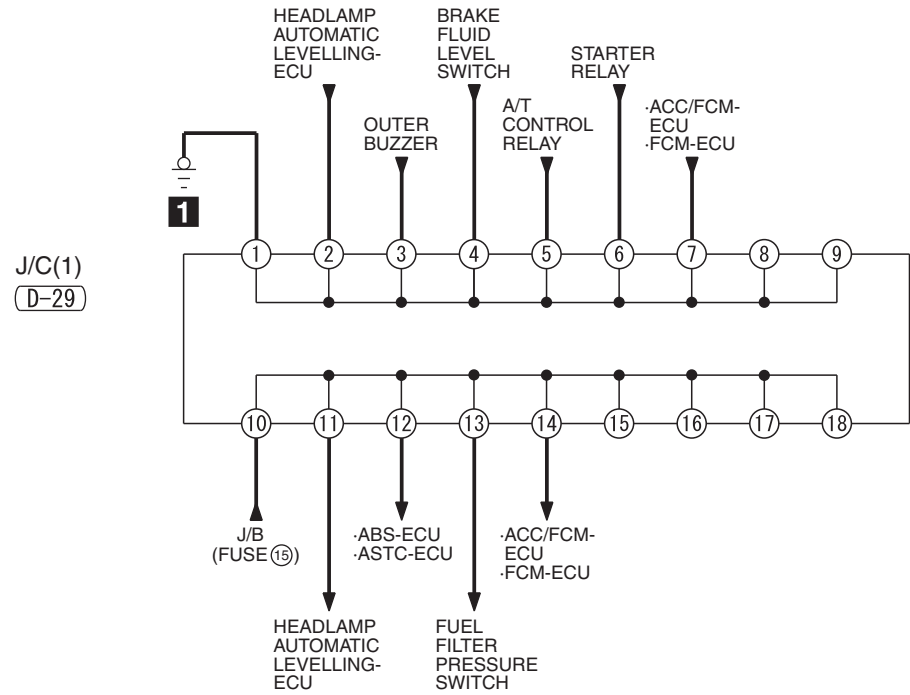 HEADLAMP
AUTOMATIC
LEVELLING-
ECU
BRAKE
FLUID
LEVEL
SWITCH
STARTER
RELAY
OUTER
BUZZER
A/T
CONTROL
RELAY
·ACC/FCM-
ECU
·FCM-ECU
1
J/C(1)
D-29
1 2 3 4 5 6 7 8 9
10 11 12 13 14 15 16 17 18
J/B
(FUSE 15)
·ABS-ECU
·ASTC-ECU
·ACC/FCM-
ECU
·FCM-ECU
HEADLAMP
AUTOMATIC
LEVELLING-
ECU
FUEL
FILTER
PRESSURE
SWITCH